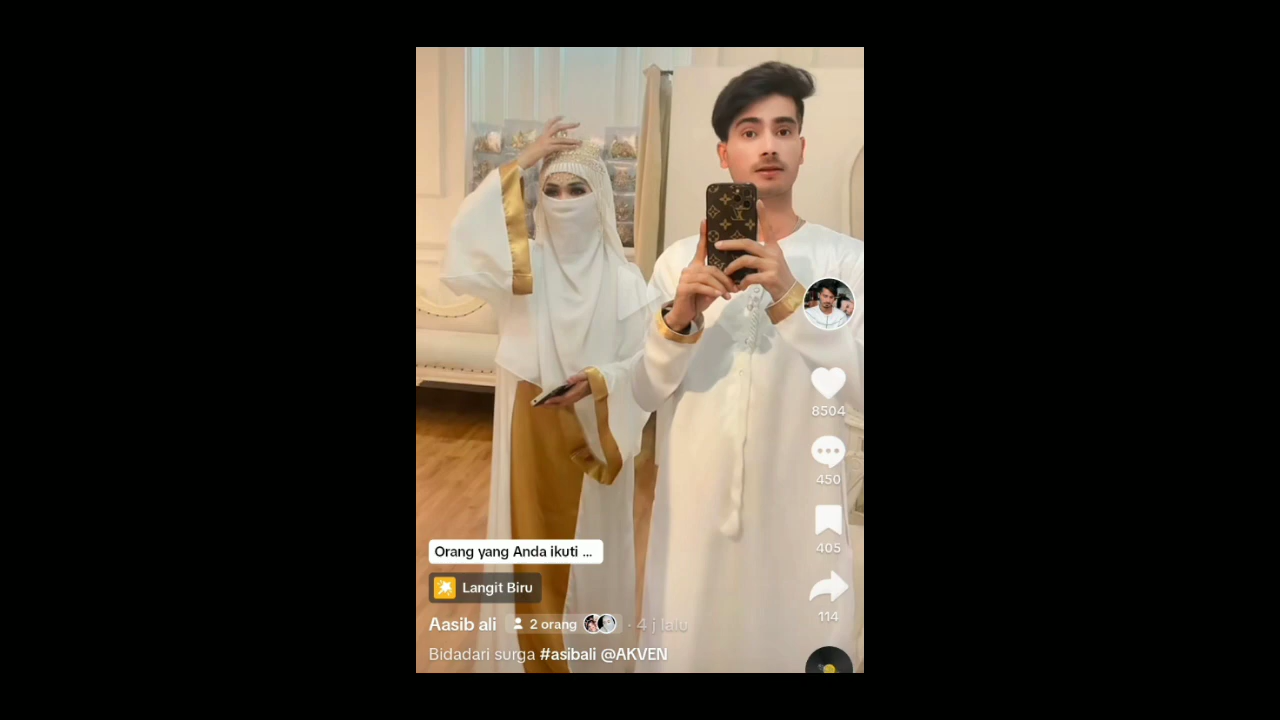 8504
450
405
114
Orang yang Anda ikuti ...
Langit Biru
Aasib ali 2 orang · 4 j lalu
Bidadari surga #asibali @AKVEN